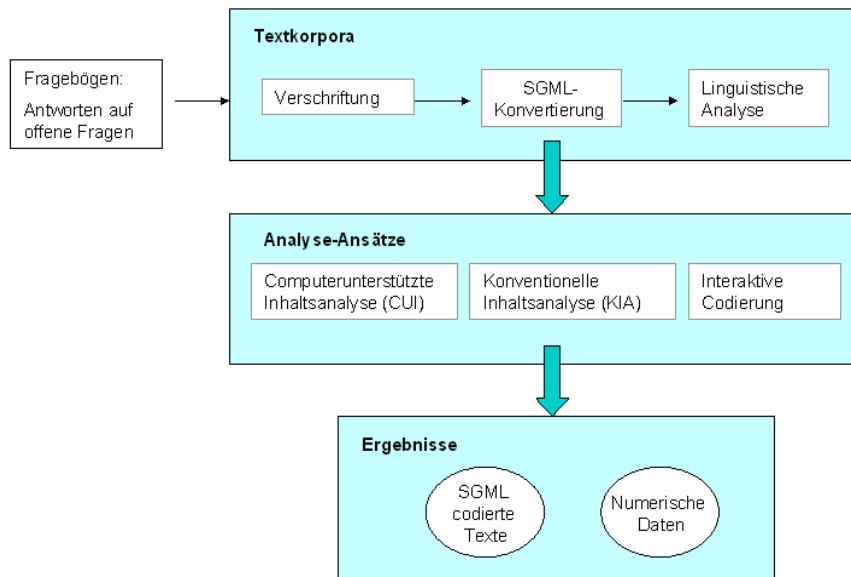 Fragebögen:
Antworten auf
offene Fragen
Textkorpora
Verschriftung
SGML-
Konvertierung
Linguistische
Analyse
Analyse-Ansätze
Computerunterstützte
Inhaltsanalyse (CUI)
Konventionelle
Inhaltsanalyse (KIA)
Interaktive
Codierung
Ergebnisse
SGML
codierte
Texte
Numerische
Daten